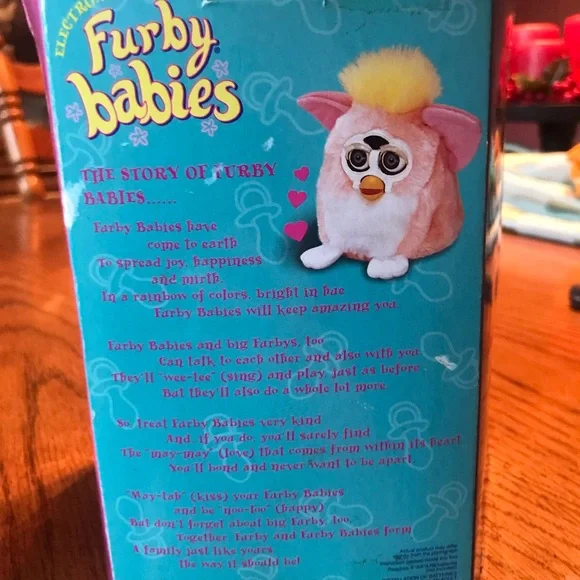 ELECTRONIC
Furby
babies
THE STORY OF FURBY
BABIES......
Furby Babies have
come to earth
To spread joy, happiness
and mirth.
In a rainbow of colors, bright in hue
Furby Babies will keep amazing you.
Furby Babies and big Furbys, too
Can talk to each other and also with you.
They'll "wee-tee" (sing) and play, just as before
But they'll also do a whole lot more.
So, Treat Furby Babies very kind
And, if you do, you'll surely find
The "may-may" (love) that comes from within its heart
You'll bond and never want to be apart.
"Way-tah" (kiss) your Furby Babies
and be "noo-loo" (happy)
But don't forget about big Furby, too.
Together, Furby and Furby Babies form
A family just like yours
The way it should be!